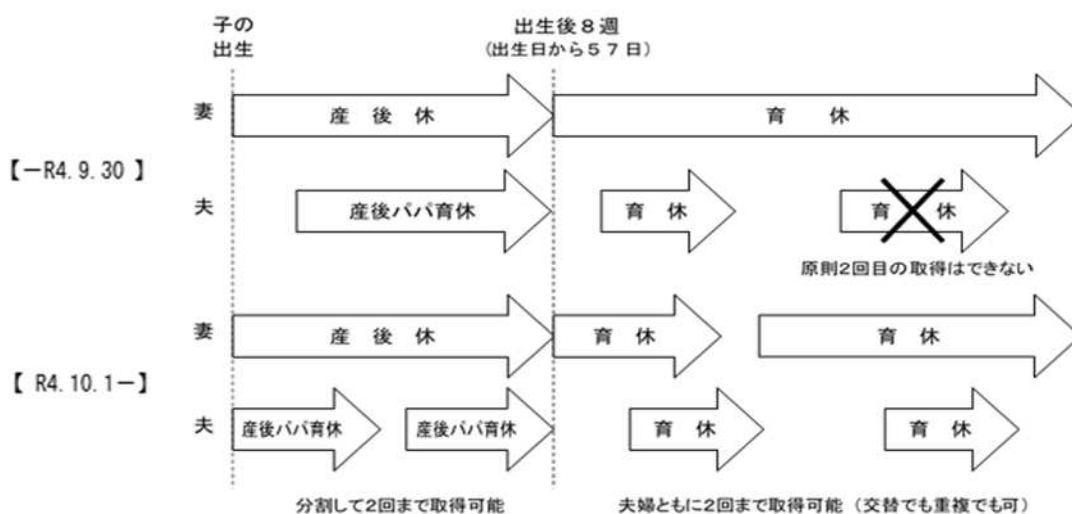 子の
出生
出生後８週
(出生日から５７日)
【－R4.9.30 】
妻
産 後 休
育 休
夫
産後パパ育休
育 休
育 休
原則２回目の取得はできない
【 R4.10.1－】
妻
産 後 休
育 休
育 休
夫
産後パパ育休
産後パパ育休
育 休
育 休
分割して２回まで取得可能
夫婦ともに２回まで取得可能（交替でも重複でも可）